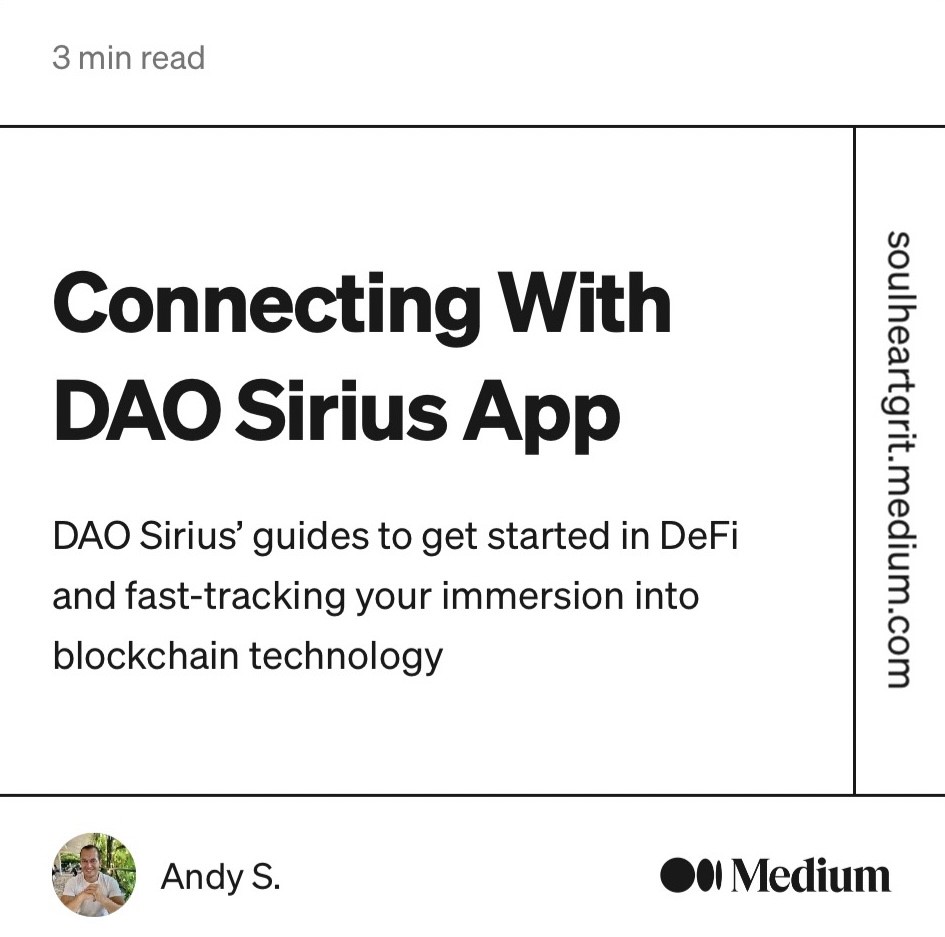 3 min read
Connecting With
DAO Sirius App
DAO Sirius’ guides to get started in DeFi
and fast-tracking your immersion into
blockchain technology
soulheartgrit.medium.com
Andy S.
Medium